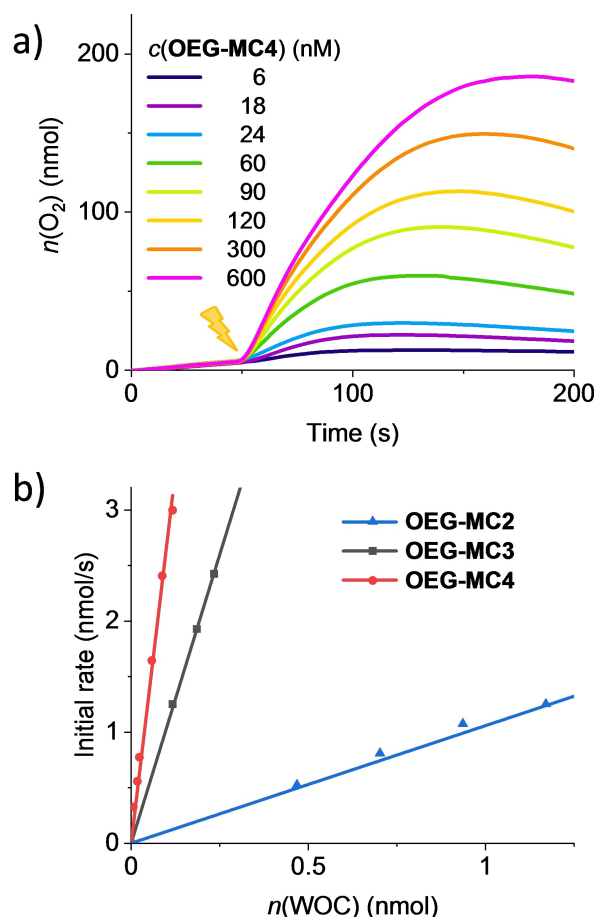 a)
c(OEG-MC4) (nM)
6
18
24
60
90
120
300
600
n(O₂) (nmol)
200
100
0
100
200
Time (s)
b)
OEG-MC2
OEG-MC3
OEG-MC4
Initial rate (nmol/s)
3
2
1
0
0
0.5
1
n(WOC) (nmol)